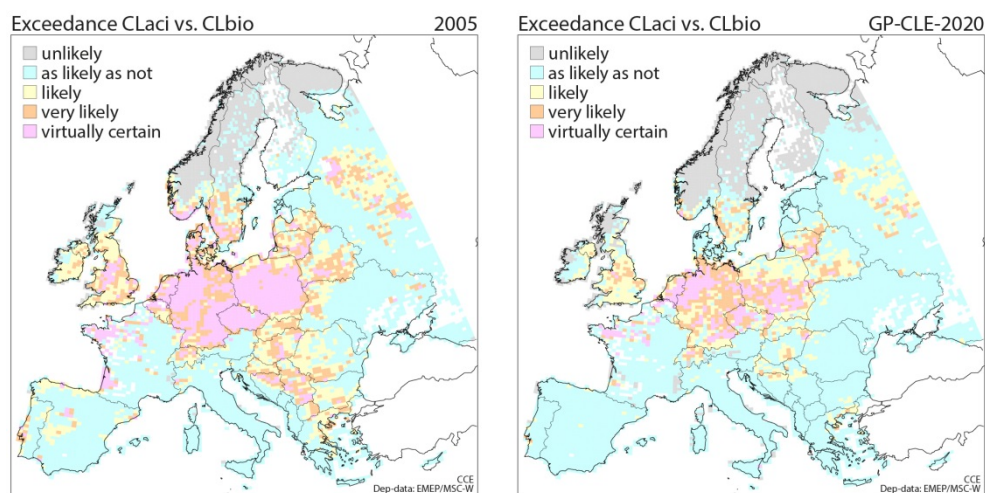 Exceedance CLaci vs. CLbio 2005
unlikely
as likely as not
likely
very likely
virtually certain
CCE
Dep-data: EMEP/MSC-W
Exceedance CLaci vs. CLbio GP-CLE-2020
unlikely
as likely as not
likely
very likely
virtually certain
CCE
Dep-data: EMEP/MSC-W